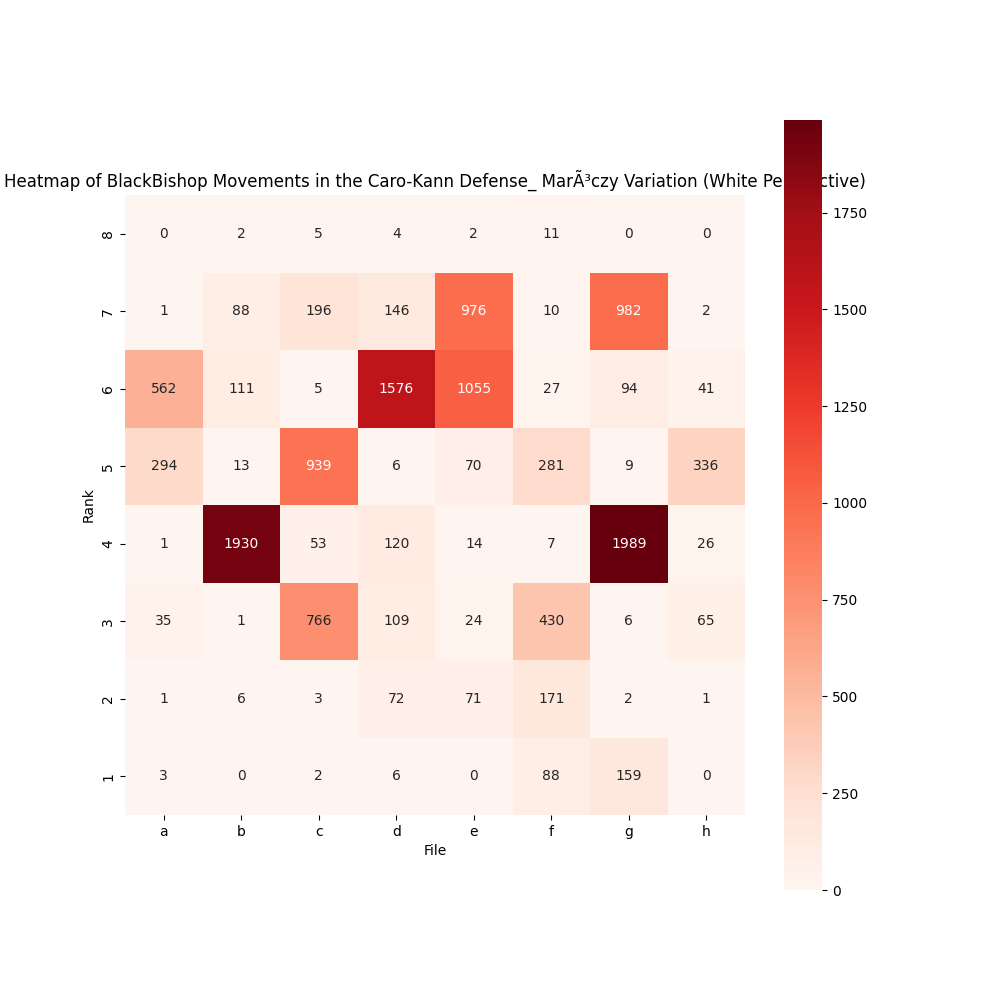 Heatmap of BlackBishop Movements in the Caro-Kann Defense_ MarÃ³czy Variation (White Pe ctive)
8 0 2 5 4 2 11 0 0
7 1 88 196 146 976 10 982 2
6 562 111 5 1576 1055 27 94 41
5 294 13 939 6 70 281 9 336
4 1 1930 53 120 14 7 1989 26
3 35 1 766 109 24 430 6 65
2 1 6 3 72 71 171 2 1
1 3 0 2 6 0 88 159 0
a b c d e f g h
File
Rank
1750
1500
1250
1000
750
500
250
0